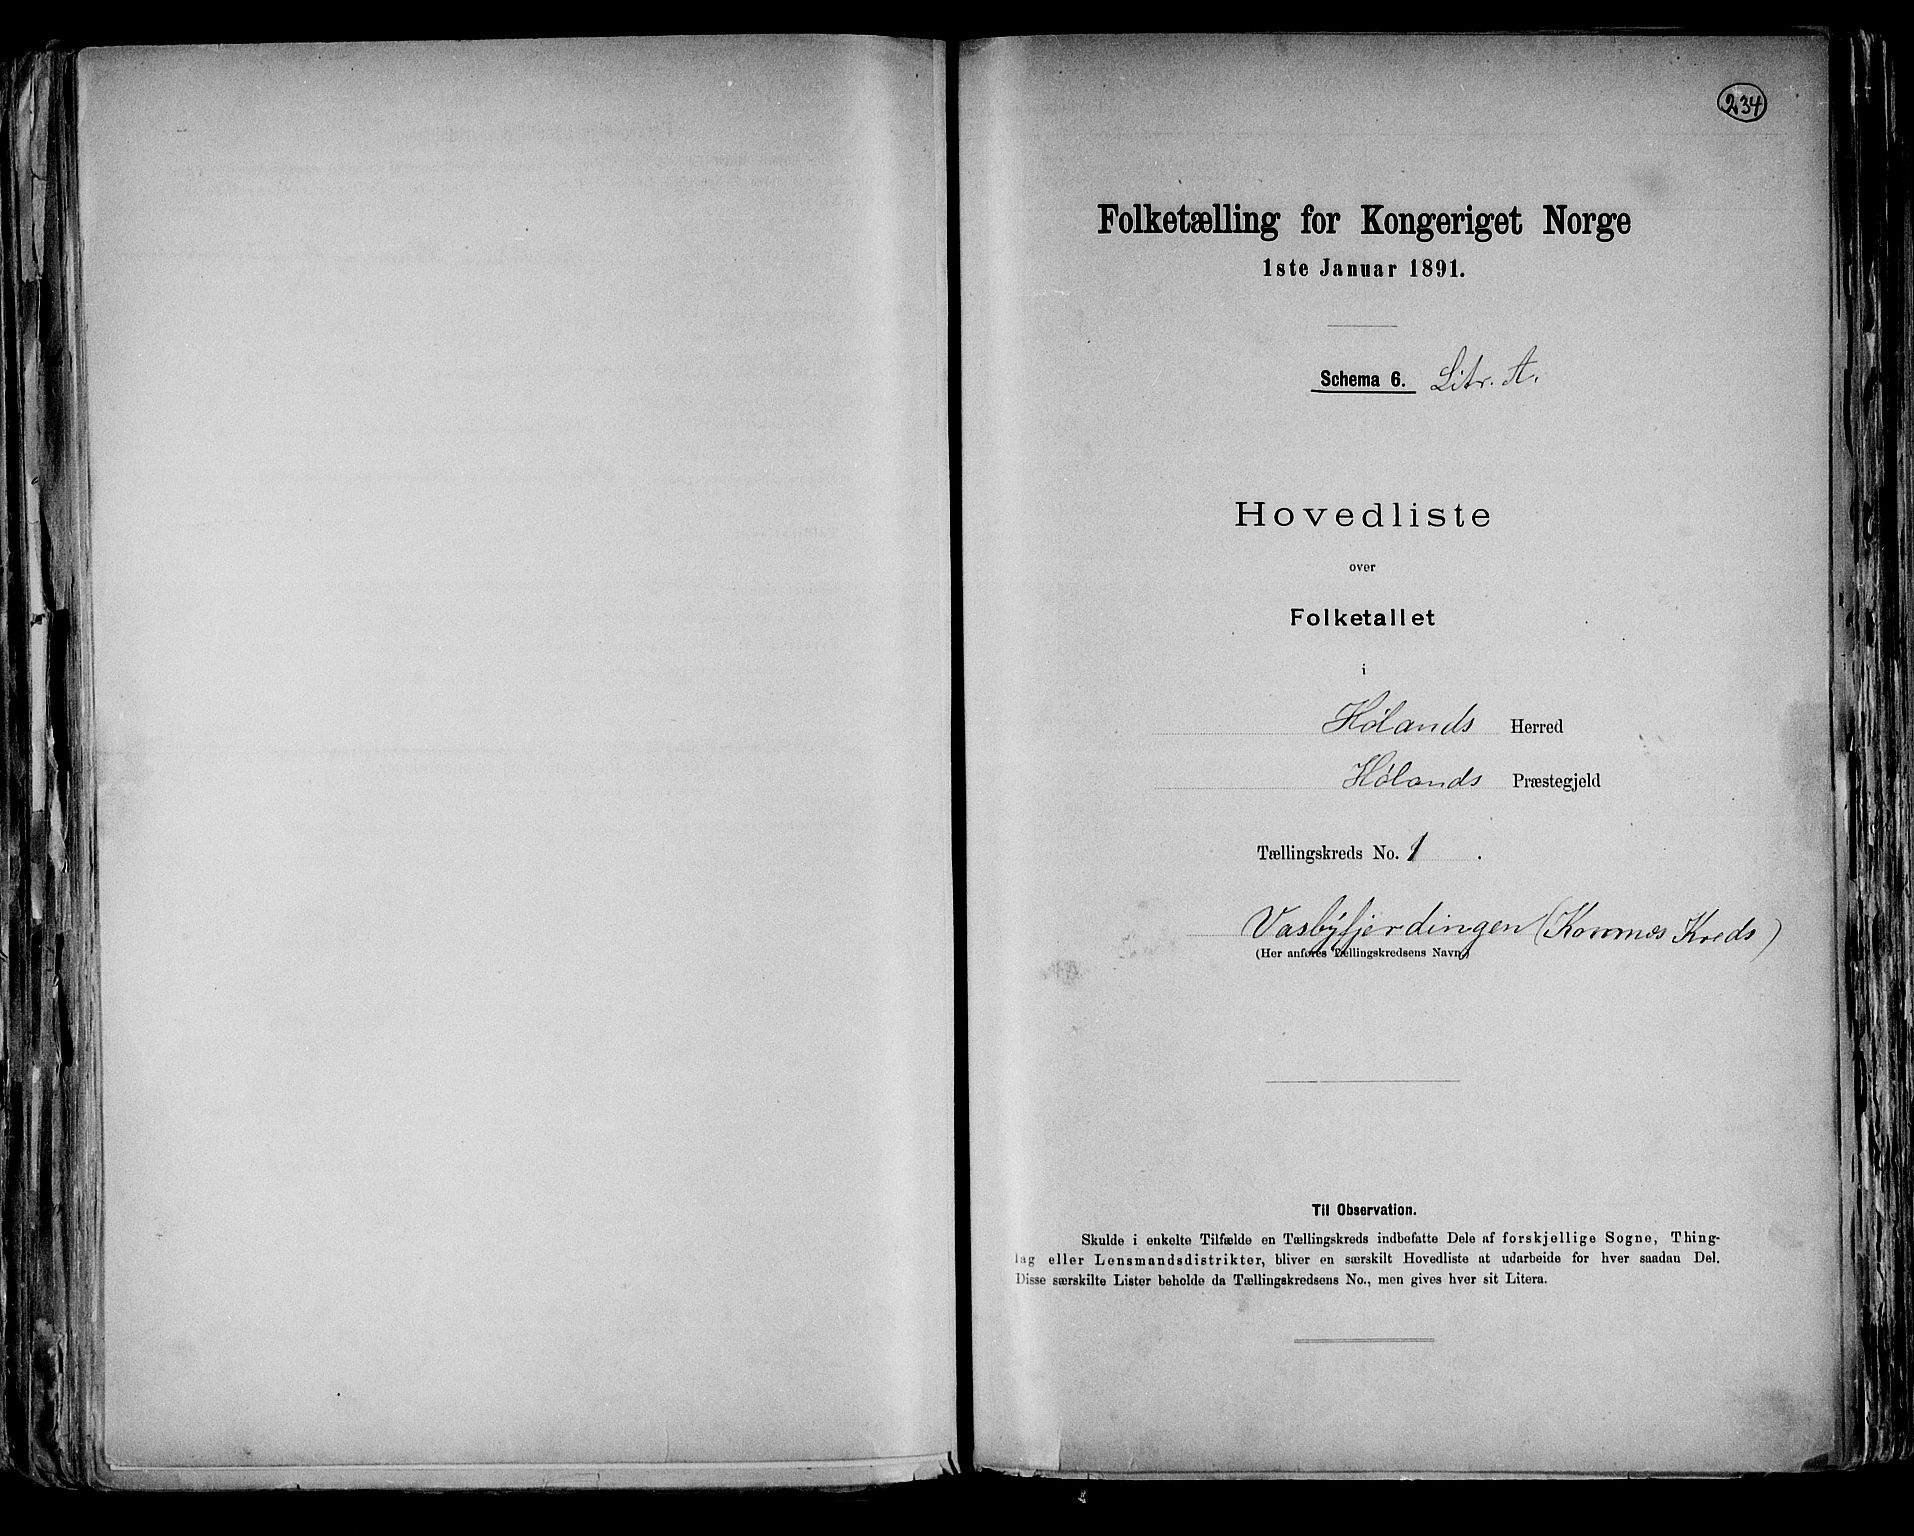 234
Folketælling for Kongeriget Norge
1ste Januar 1891.
Schema 6. Litr. A.
Hovedliste
over
Folketallet
i
Hølands Herred
Hølands Præstegjeld
Tællingskreds No. 1.
Vasbyfjerdingen (Kommes Kreds)
(Her anføres Tællingskredsens Navn.)
Til Observation.
Skulde i enkelte Tilfælde en Tællingskreds indbefatte Dele af forskjellige Sogne, Thing-
lag eller Lensmandsdistrikter, bliver en særskilt Hovedliste at udarbeide for hver saadan Del.
Disse særskilte Lister beholde da Tællingskredsens No., men gives hver sit Litera.